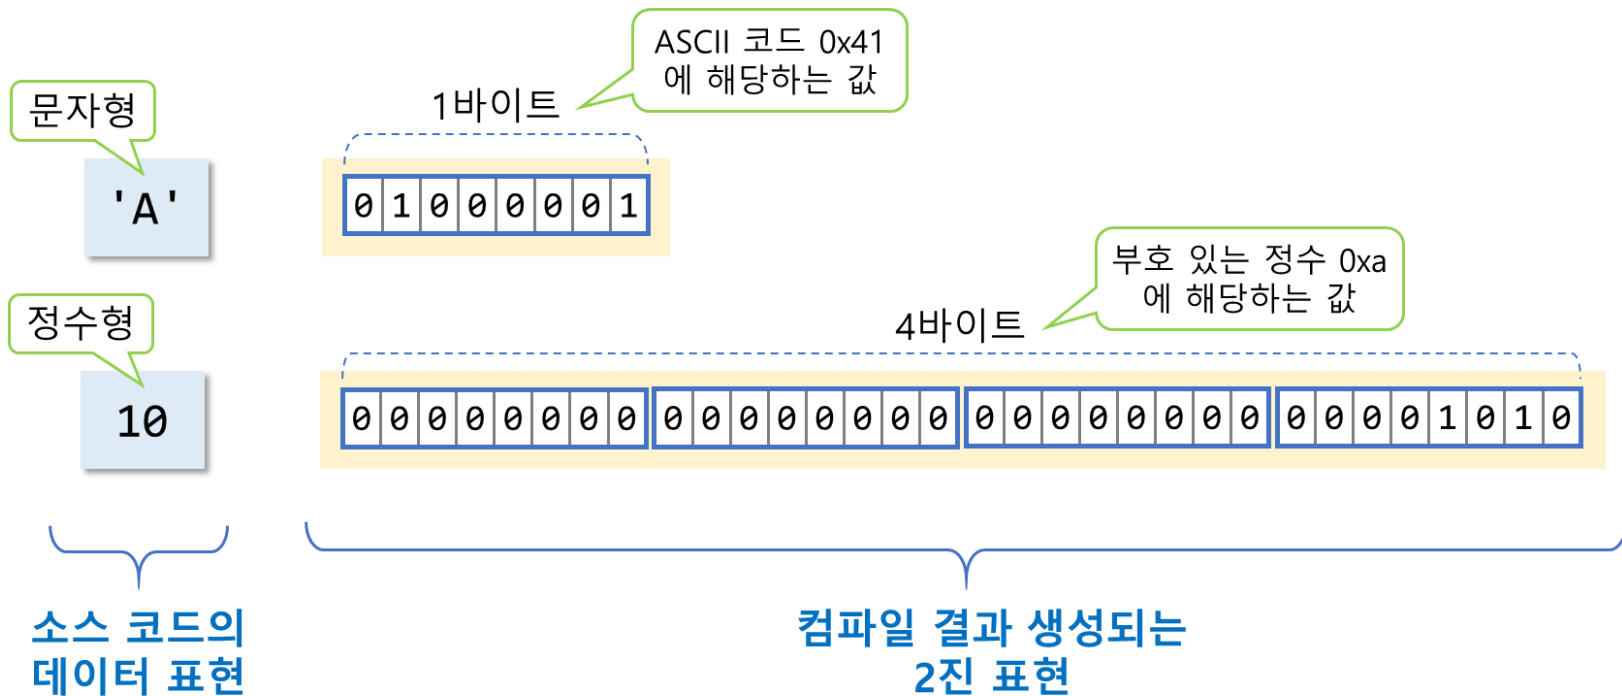 ASCII 코드 0x41
에 해당하는 값
문자형
1바이트
'A'
0 1 0 0 0 0 0 1
부호 있는 정수 0xa
에 해당하는 값
정수형
4바이트
10
0 0 0 0 0 0 0 0 0 0 0 0 0 0 0 0 0 0 0 0 0 0 0 0 0 0 0 0 1 0 1 0
소스 코드의
데이터 표현
컴파일 결과 생성되는
2진 표현